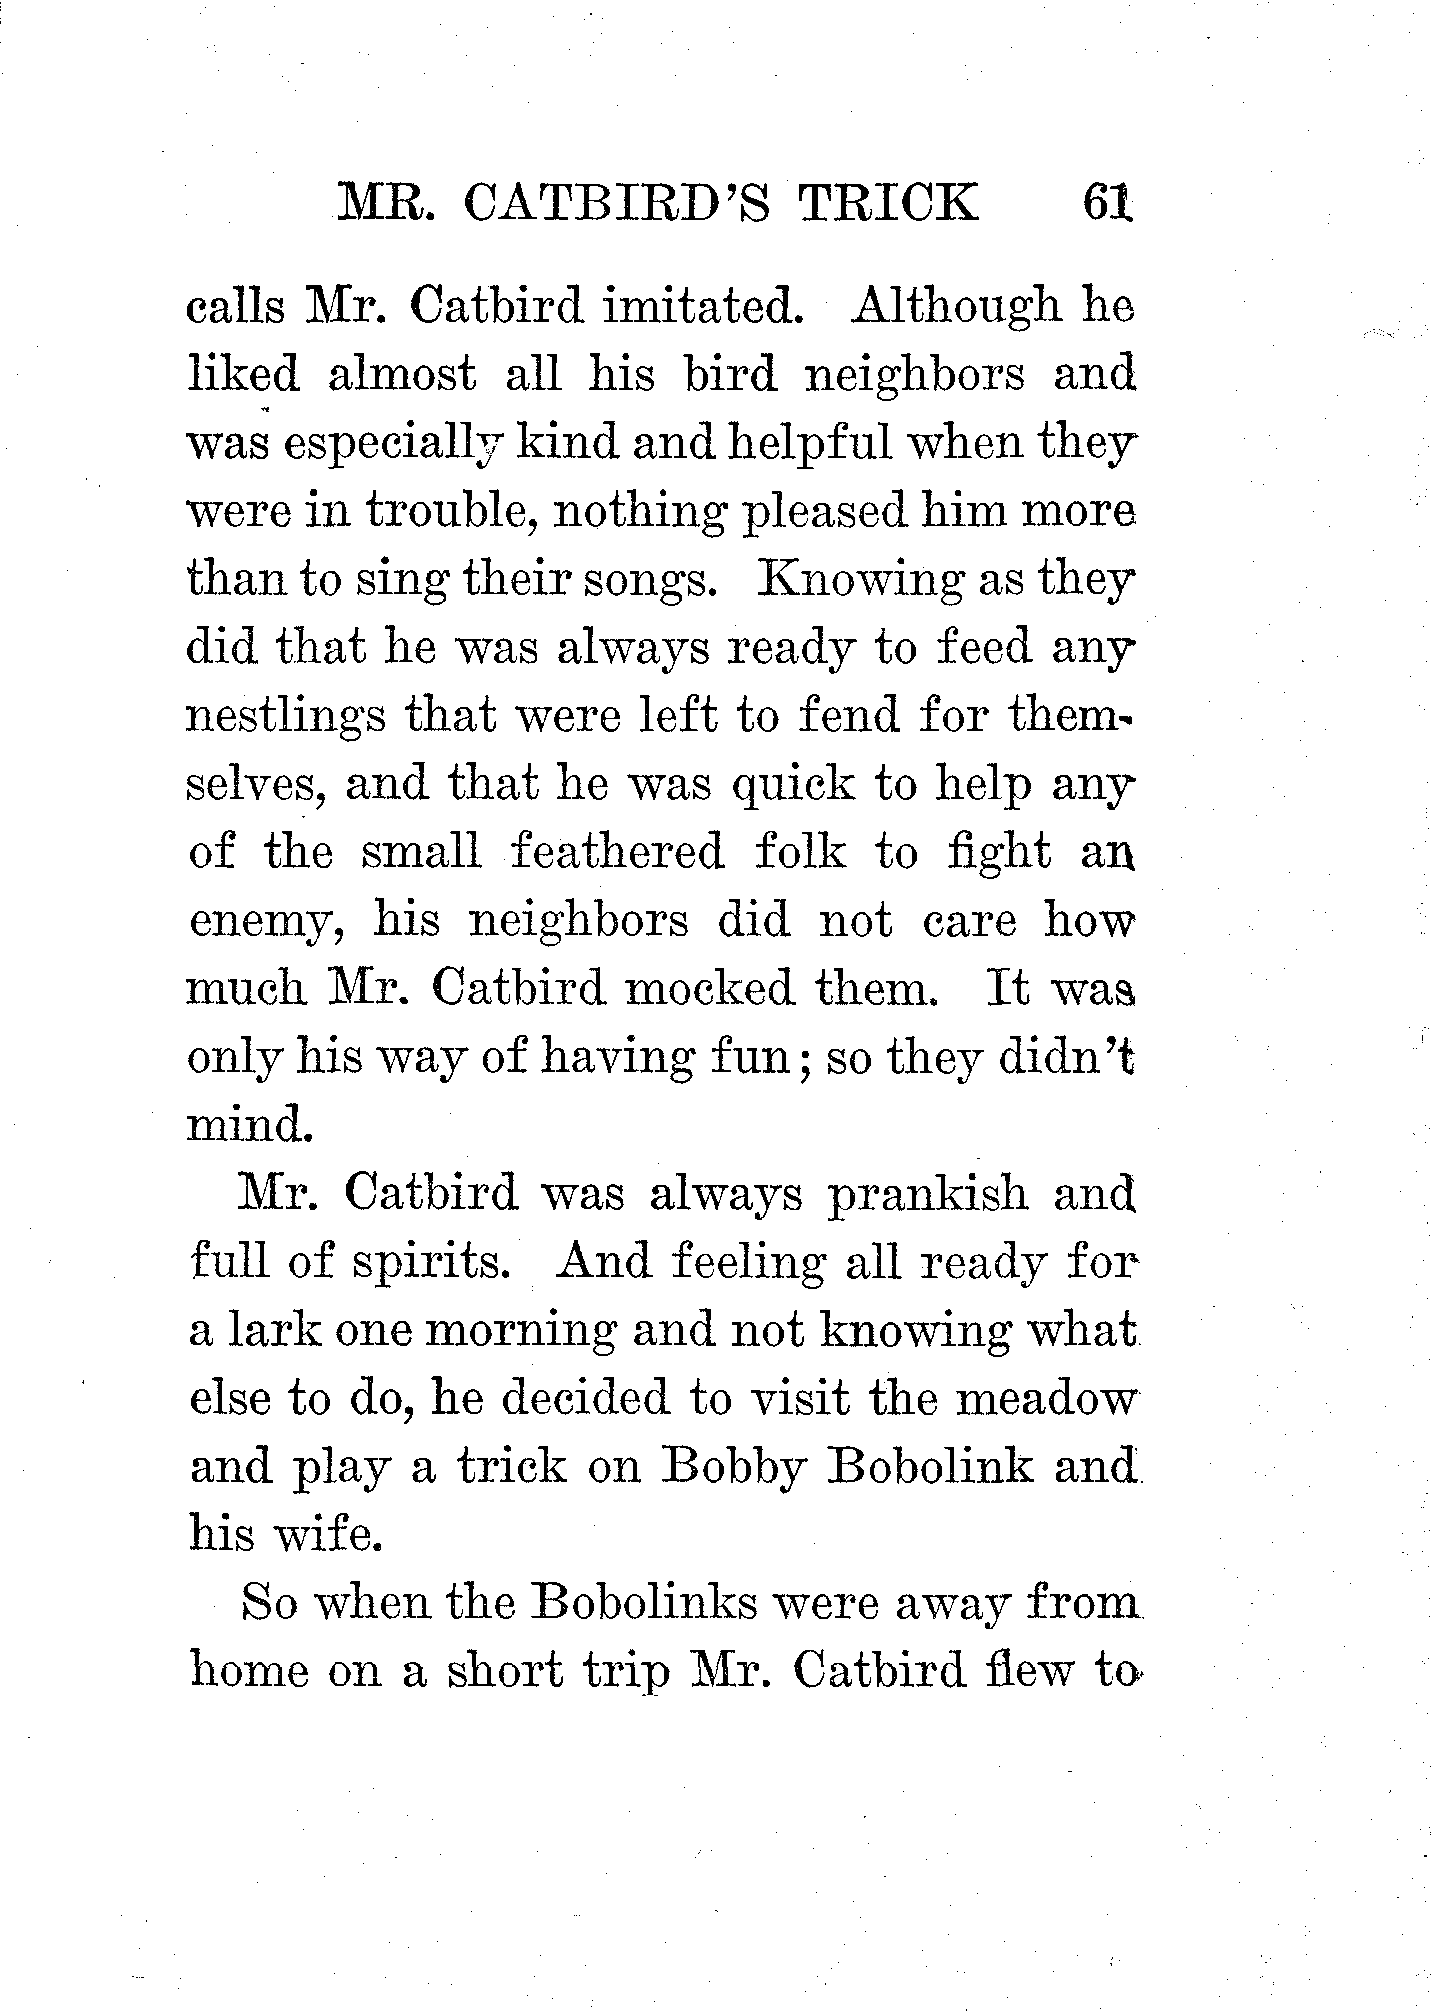 MR. CATBIRD'S TRICK 61
calls Mr. Catbird imitated. Although he
liked almost all his bird neighbors and
was especially kind and helpful when they
were in trouble, nothing pleased him more
than to sing their songs. Knowing as they
did that he was always ready to feed any
nestlings that were left to fend for them-
selves, and that he was quick to help any
of the small feathered folk to fight an
enemy, his neighbors did not care how
much Mr. Catbird mocked them. It was
only his way of having fun; so they didn't
mind.
Mr. Catbird was always prankish and
full of spirits. And feeling all ready for
a lark one morning and not knowing what
else to do, he decided to visit the meadow
and play a trick on Bobby Bobolink and
his wife.
So when the Bobolinks were away from
home on a short trip Mr. Catbird flew to